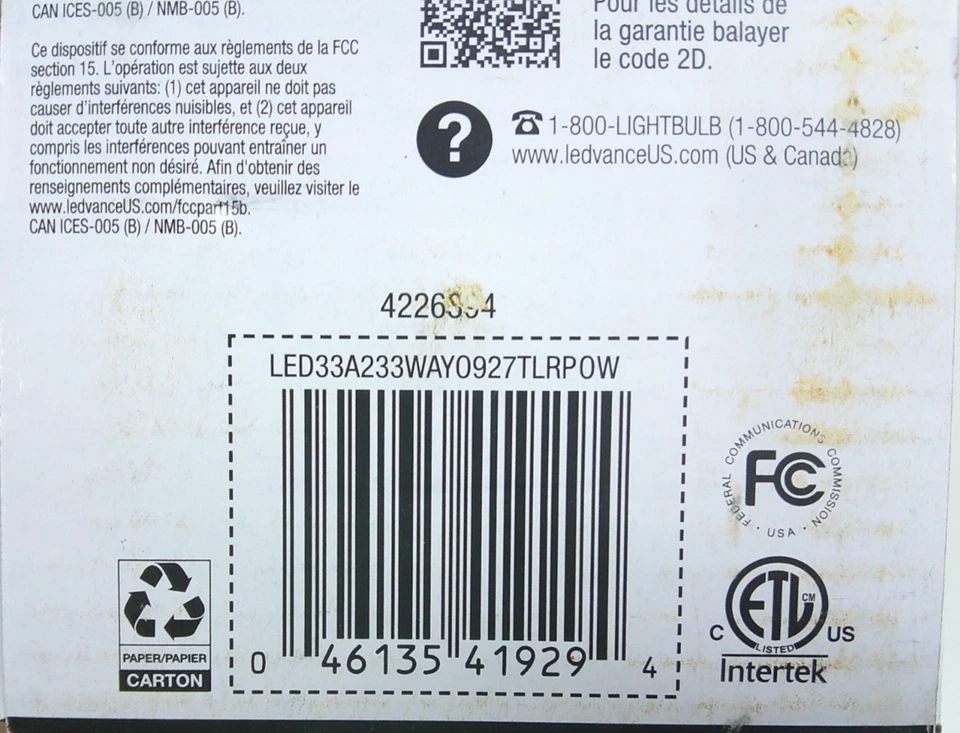 CAN ICES-005 (B) / NMB-005 (B).
Ce dispositif se conforme aux règlements de la FCC
section 15. L'opération est sujette aux deux
règlements suivants: (1) cet appareil ne doit pas
causer d'interférences nuisibles, et (2) cet appareil
doit accepter toute autre interférence reçue, y
compris les interférences pouvant entraîner un
fonctionnement non désiré. Afin d'obtenir des
renseignements complémentaires, veuillez visiter le
www.ledvanceUS.com/fccpart15b.
CAN ICES-005 (B) / NMB-005 (B).
Pour les détails de
la garantie balayer
le code 2D.
?
1-800-LIGHTBULB (1-800-544-4828)
www.ledvanceUS.com (US & Canada)
LED33A233WAYO927TLRPOW
0 46135 41929 4
PAPER/PAPIER
CARTON
FEDERAL COMMUNICATIONS COMMISSION
FCC
· USA ·
ETL CM
C US
LISTED
Intertek